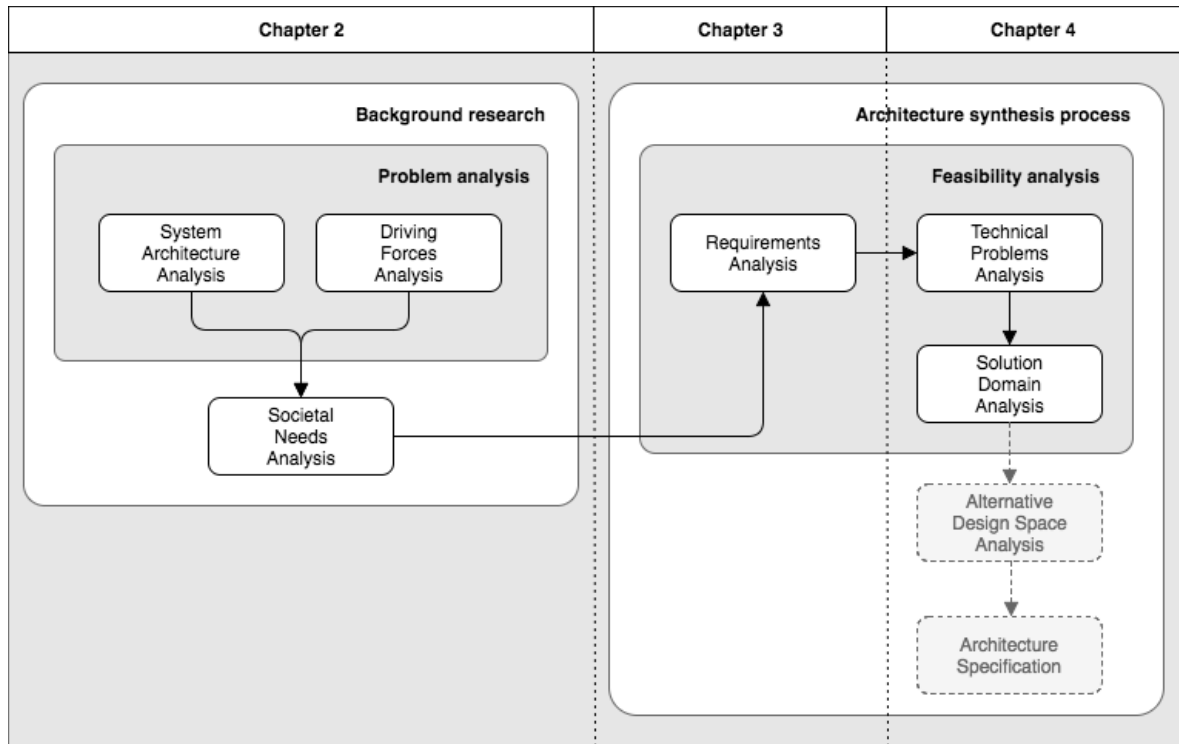 Chapter 2
Chapter 3
Chapter 4
Background research
Problem analysis
System
Architecture
Analysis
Driving
Forces
Analysis
Societal
Needs
Analysis
Architecture synthesis process
Feasibility analysis
Requirements
Analysis
Technical
Problems
Analysis
Solution
Domain
Analysis
Alternative
Design Space
Analysis
Architecture
Specification